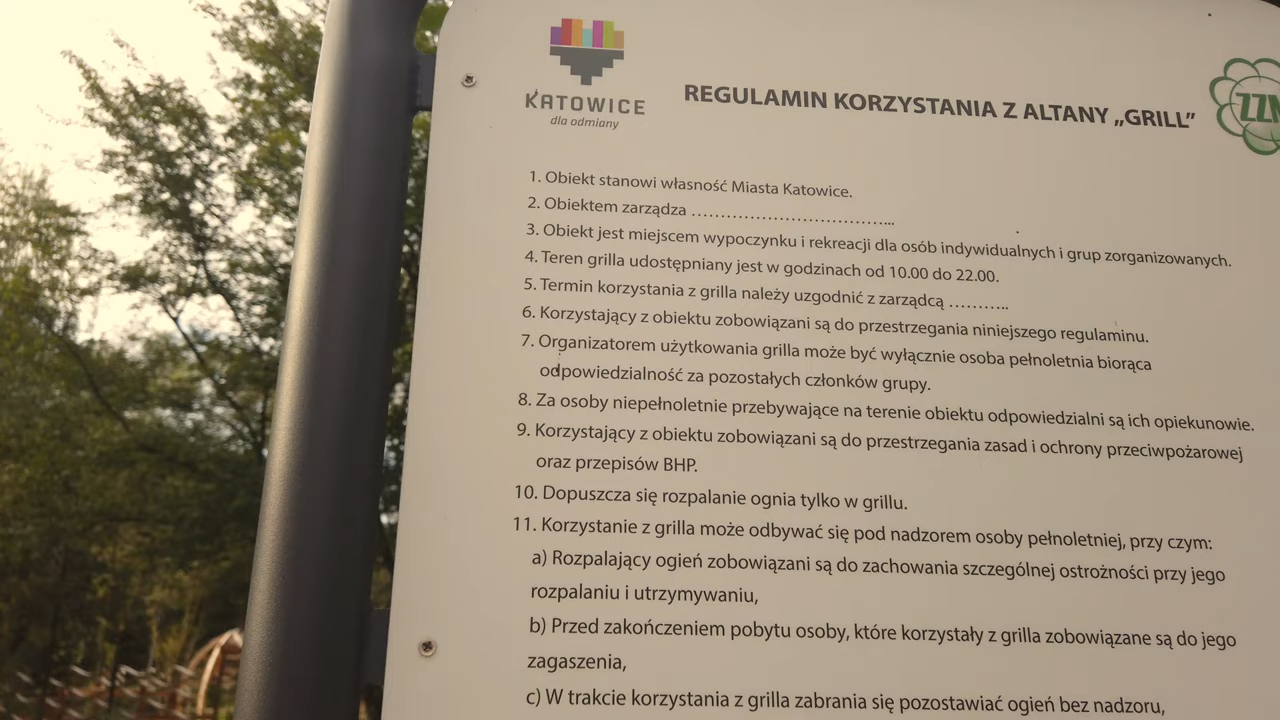 KATOWICE
dla odmiany
REGULAMIN KORZYSTANIA Z ALTANY „GRILL”
1. Obiekt stanowi własność Miasta Katowice.
2. Obiektem zarządza ………………………………...
3. Obiekt jest miejscem wypoczynku i rekreacji dla osób indywidualnych i grup zorganizowanych.
4. Teren grilla udostępniany jest w godzinach od 10.00 do 22.00.
5. Termin korzystania z grilla należy uzgodnić z zarządcą ………..
6. Korzystający z obiektu zobowiązani są do przestrzegania niniejszego regulaminu.
7. Organizatorem użytkowania grilla może być wyłącznie osoba pełnoletnia biorąca
odpowiedzialność za pozostałych członków grupy.
8. Za osoby niepełnoletnie przebywające na terenie obiektu odpowiedzialni są ich opiekunowie.
9. Korzystający z obiektu zobowiązani są do przestrzegania zasad i ochrony przeciwpożarowej
oraz przepisów BHP.
10. Dopuszcza się rozpalanie ognia tylko w grillu.
11. Korzystanie z grilla może odbywać się pod nadzorem osoby pełnoletniej, przy czym:
a) Rozpalający ogień zobowiązani są do zachowania szczególnej ostrożności przy jego
rozpalaniu i utrzymywaniu,
b) Przed zakończeniem pobytu osoby, które korzystały z grilla zobowiązane są do jego
zagaszenia,
c) W trakcie korzystania z grilla zabrania się pozostawiać ogień bez nadzoru,